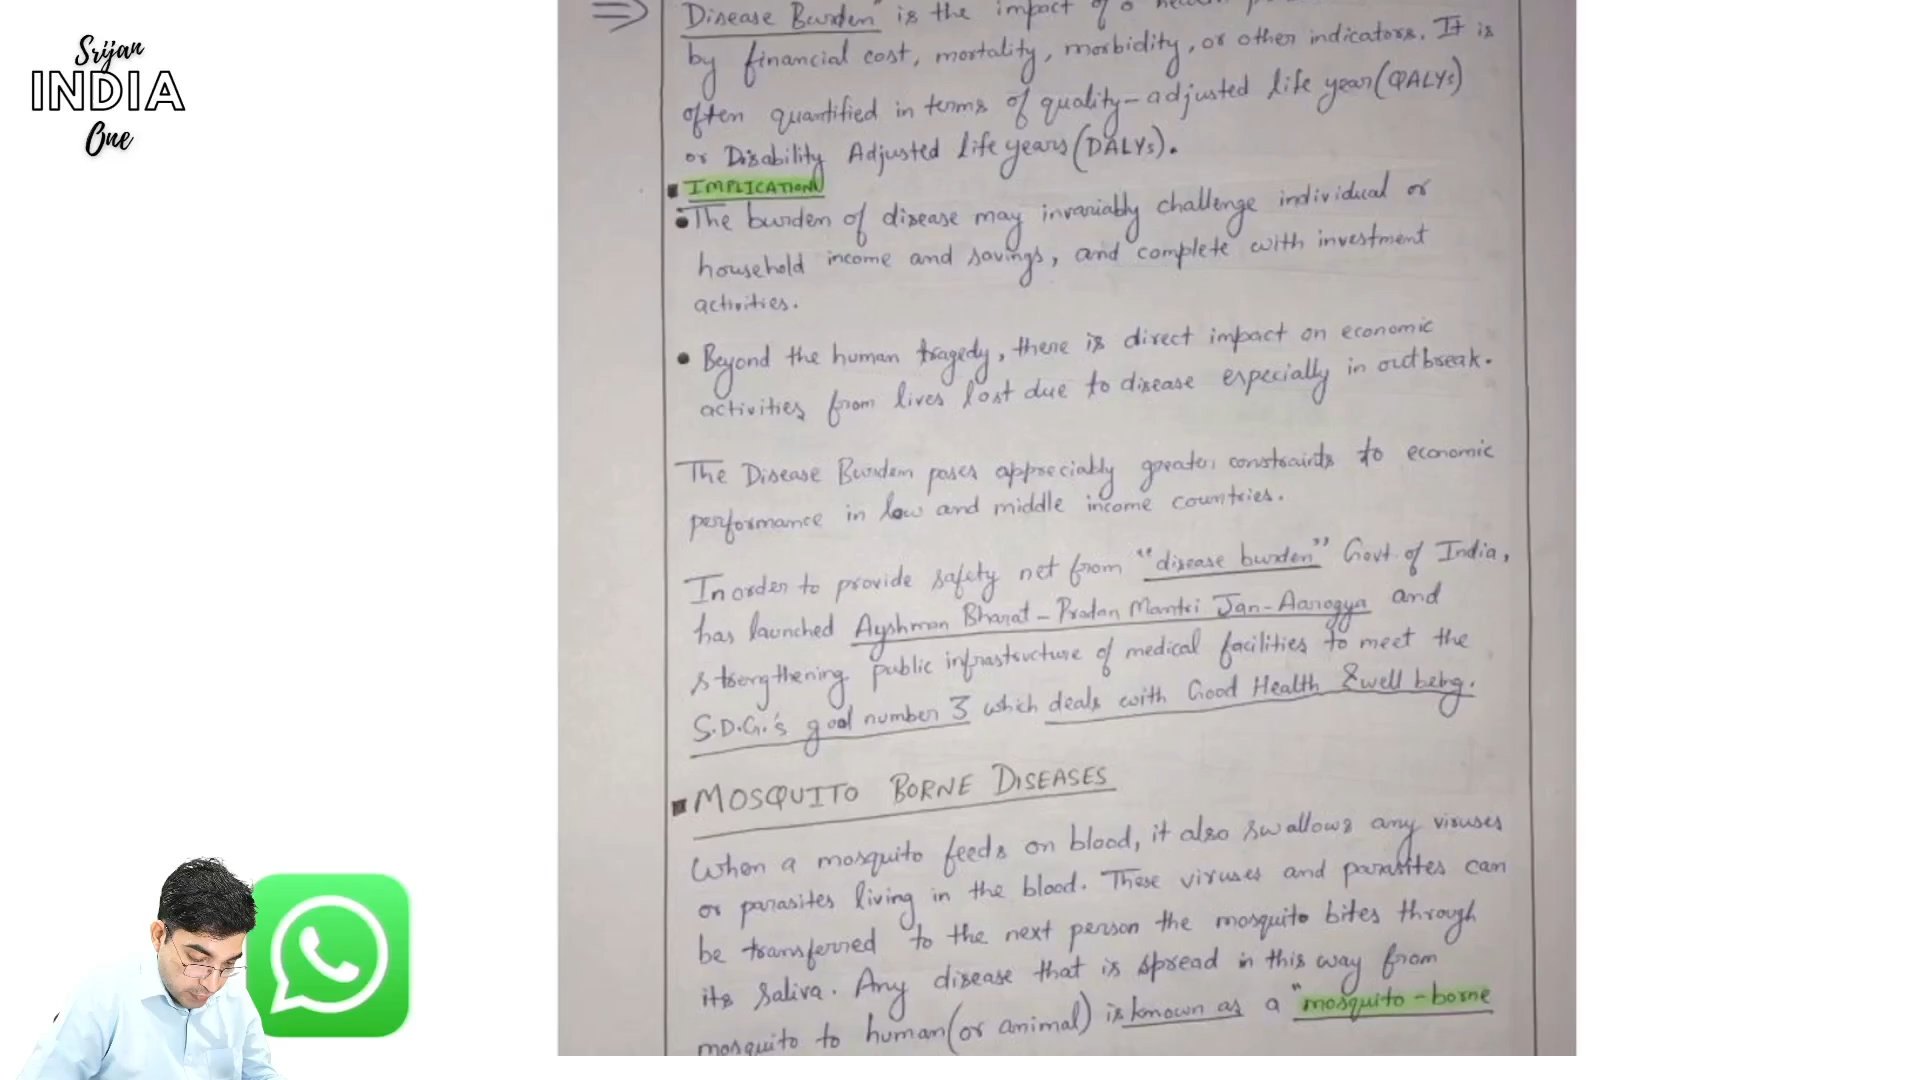 Srijan
INDIA
One
Disease Burden" is the impact of a
by financial cost, mortality, morbidity, or other indicators. It is
often quantified in terms of quality-adjusted life year (QALYs)
or Disability Adjusted life years (DALYs).
IMPLICATION
The burden of disease may invariably challenge individual or
household income and savings, and complete with investment
activities.
Beyond the human tragedy, there is direct impact on economic
activities from lives lost due to disease especially in outbreak.
The Disease Burden poses appreciably greater constraints to economic
performance in low and middle income countries.
In order to provide safety net from "disease burden" Govt. of India,
has launched Ayshman Bharat - Pradan Mantri Jan-Aarogya and
strengthening public infrastructure of medical facilities to meet the
S.D.G.'s goal number 3 which deals with Good Health & well being.
MOSQUITO BORNE DISEASES
When a mosquito feeds on blood, it also swallows any viruses
or parasites living in the blood. These viruses and parasites can
be transferred to the next person the mosquito bites through
its saliva. Any disease that is spread in this way from
mosquito to human (or animal) is known as a "mosquito-borne